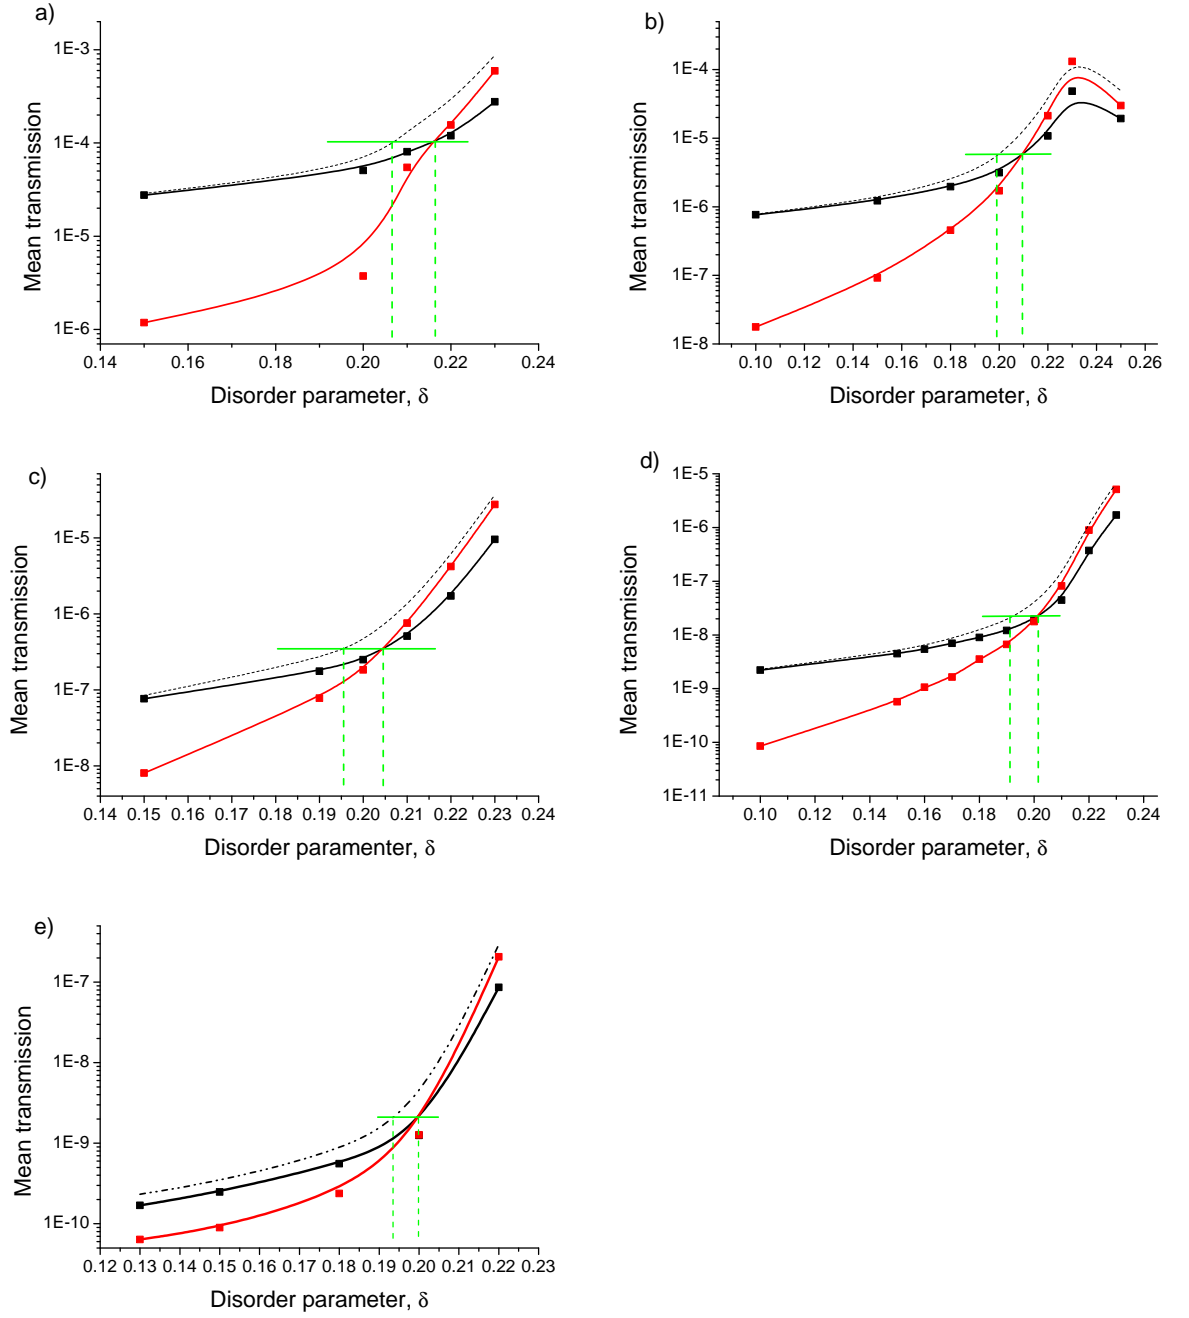 a)
1E-3
1E-4
1E-5
1E-6
Mean transmission
0.14 0.16 0.18 0.20 0.22 0.24
Disorder parameter, δ
b)
1E-4
1E-5
1E-6
1E-7
1E-8
Mean transmission
0.10 0.12 0.14 0.16 0.18 0.20 0.22 0.24 0.26
Disorder parameter, δ
c)
1E-5
1E-6
1E-7
1E-8
Mean transmission
0.14 0.15 0.16 0.17 0.18 0.19 0.20 0.21 0.22 0.23 0.24
Disorder paramenter, δ
d)
1E-5
1E-6
1E-7
1E-8
1E-9
1E-10
1E-11
Mean transmission
0.10 0.12 0.14 0.16 0.18 0.20 0.22 0.24
Disorder parameter, δ
e)
1E-7
1E-8
1E-9
1E-10
Mean transmission
0.12 0.13 0.14 0.15 0.16 0.17 0.18 0.19 0.20 0.21 0.22 0.23
Disorder parameter, δ